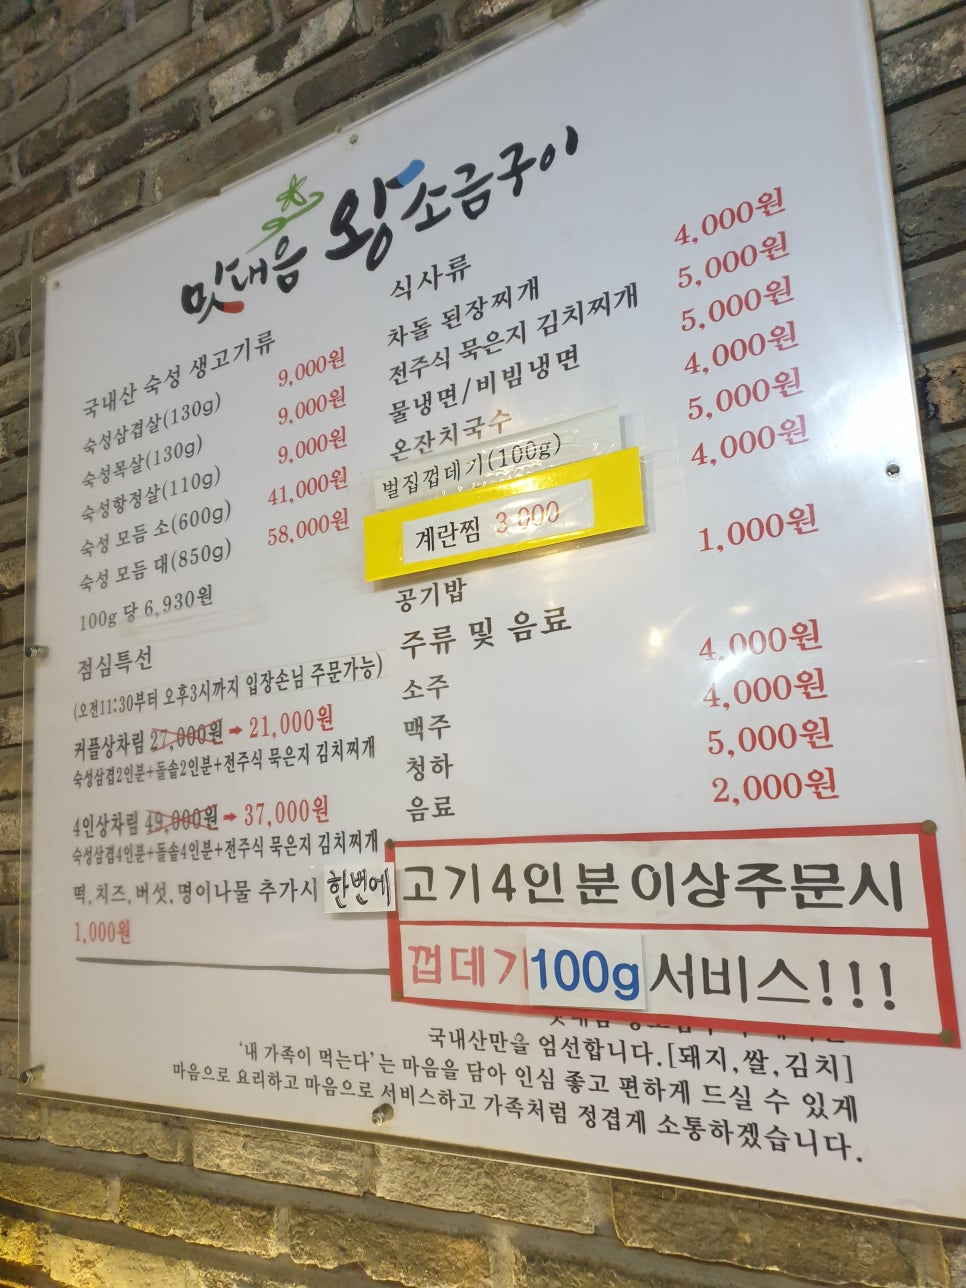 맛대음 왕소금구이
국내산 숙성 생고기류
숙성삼겹살(130g) 9,000원
숙성목살(130g) 9,000원
숙성항정살(110g) 9,000원
숙성 모듬 소(600g) 41,000원
숙성 모듬 대(850g) 58,000원
100g 당 6,930원
점심특선
(오전11:30부터 오후3시까지 입장손님 주문가능)
커플상차림 27,000원 ➡ 21,000원
숙성삼겹2인분+돌솥2인분+전주식 묵은지 김치찌개
4인상차림 49,000원 ➡ 37,000원
숙성삼겹4인분+돌솥4인분+전주식 묵은지 김치찌개
떡,치즈,버섯,명이나물 추가시
1,000원
식사류
차돌 된장찌개 4,000원
전주식 묵은지 김치찌개 5,000원
물냉면/비빔냉면 5,000원
온잔치국수 4,000원
벌집껍데기(100g) 5,000원
계란찜 3,000 4,000원
공기밥 1,000원
주류 및 음료
소주 4,000원
맥주 4,000원
청하 5,000원
음료 2,000원
한번에 고기4인분이상주문시
껍데기100g서비스!!!
국내산만을 엄선합니다.[돼지,쌀,김치]
'내 가족이 먹는다'는 마음을 담아 인심 좋고 편하게 드실 수 있게
마음으로 요리하고 마음으로 서비스하고 가족처럼 정겹게 소통하겠습니다.